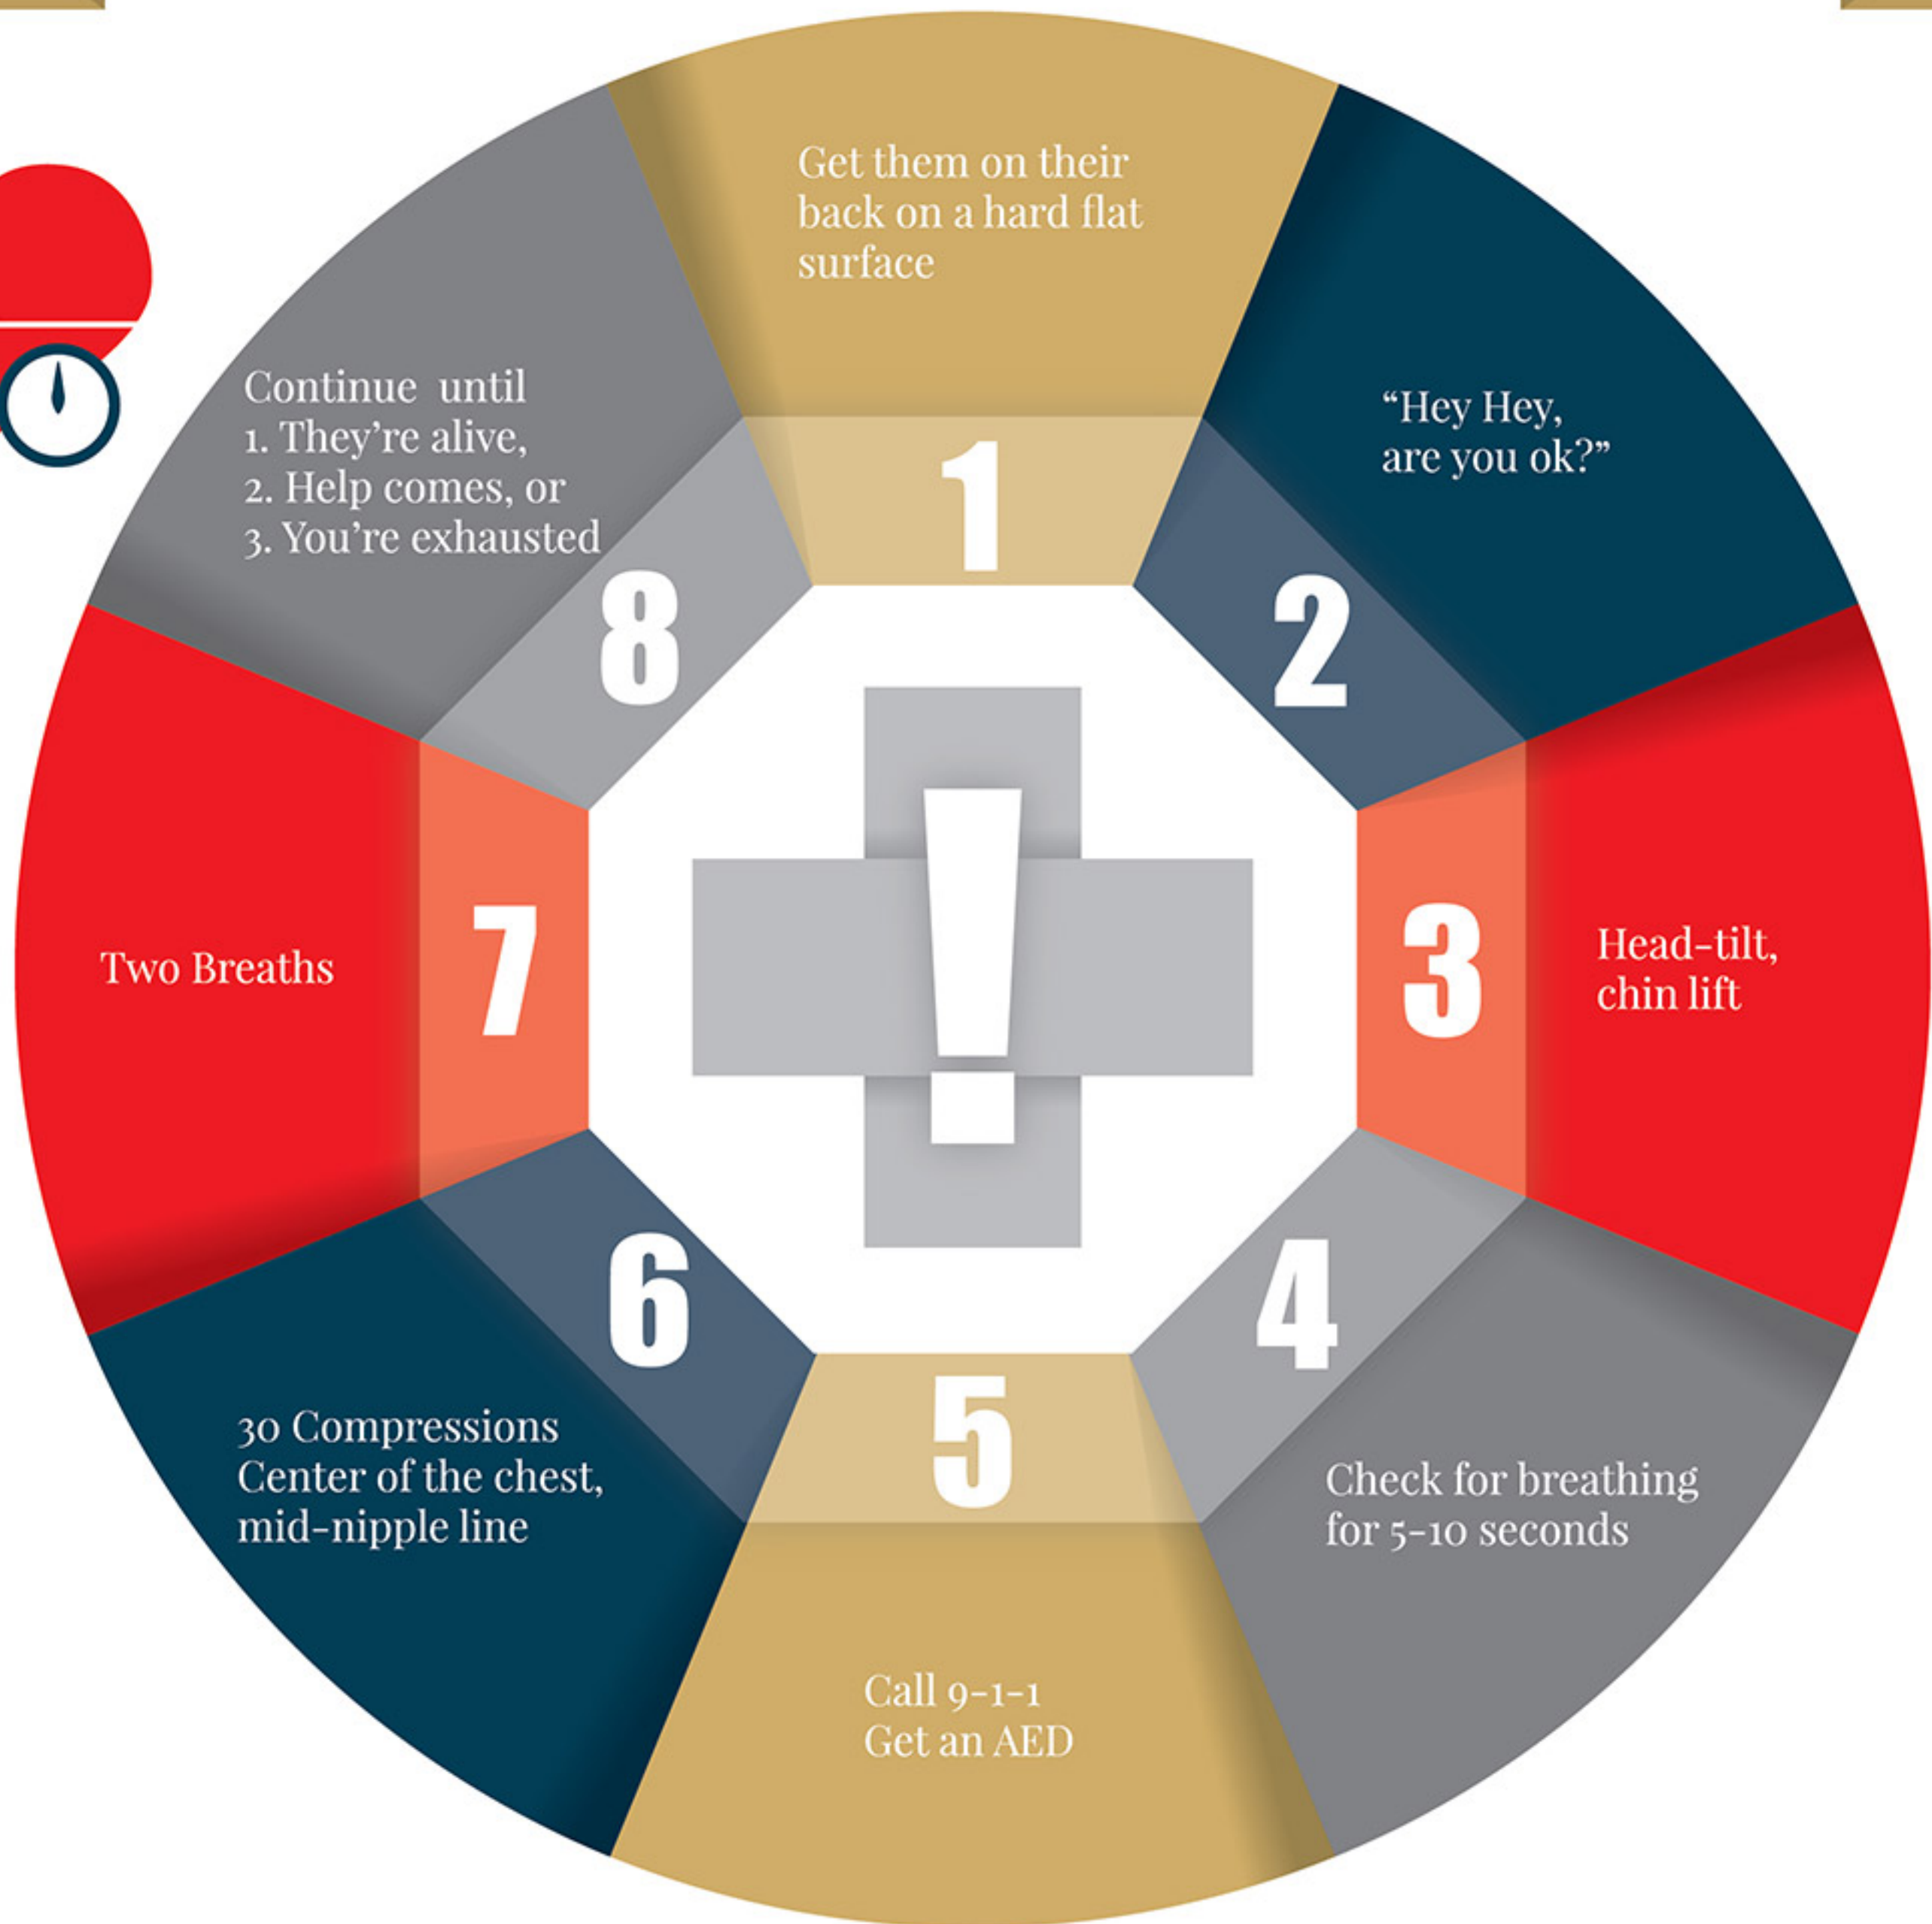 1
Get them on their
back on a hard flat
surface
2
“Hey Hey,
are you ok?”
3
Head-tilt,
chin lift
4
Check for breathing
for 5-10 seconds
5
Call 9-1-1
Get an AED
6
30 Compressions
Center of the chest,
mid-nipple line
7
Two Breaths
8
Continue until
1. They’re alive,
2. Help comes, or
3. You’re exhausted
!